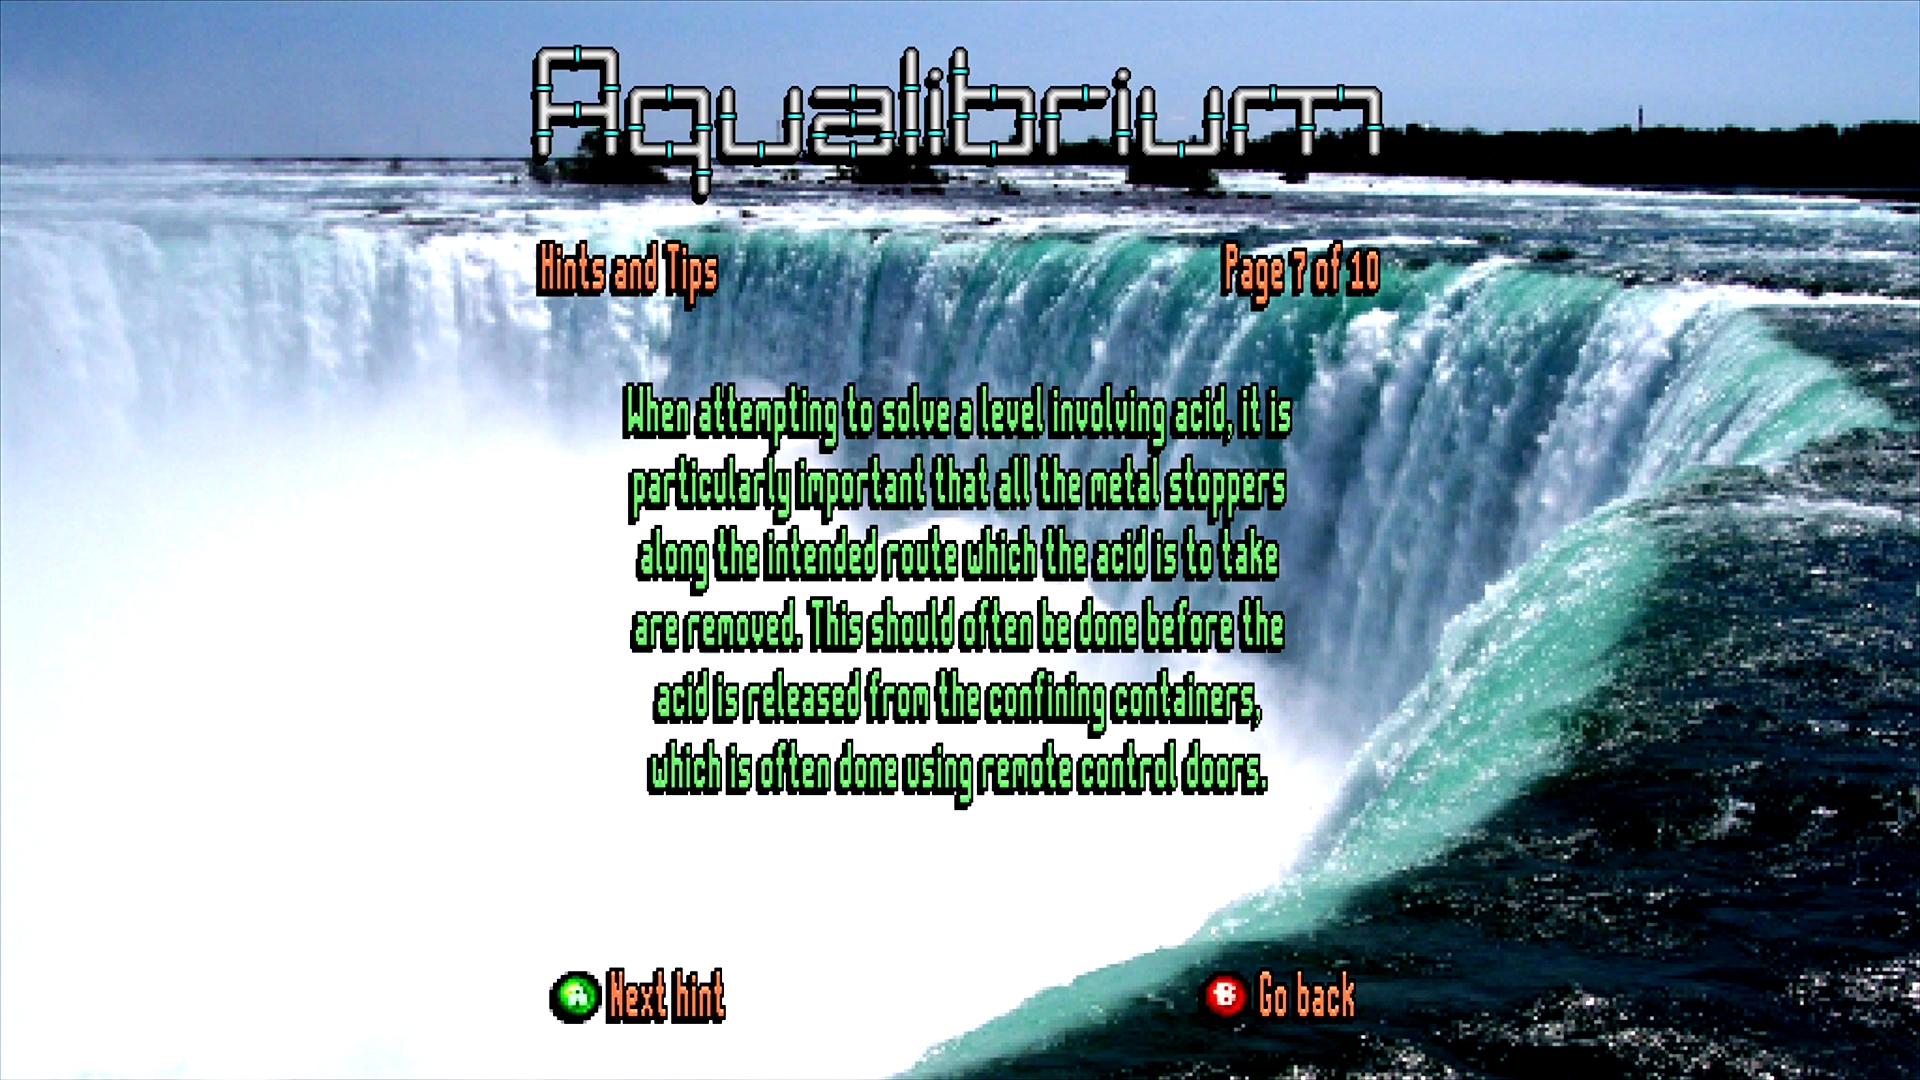 Aqualibrium
Hints and Tips
Page 7 of 10
When attempting to solve a level involving acid, it is
particularly important that all the metal stoppers
along the intended route which the acid is to take
are removed. This should often be done before the
acid is released from the confining containers,
which is often done using remote control doors.
A Next hint
B Go back